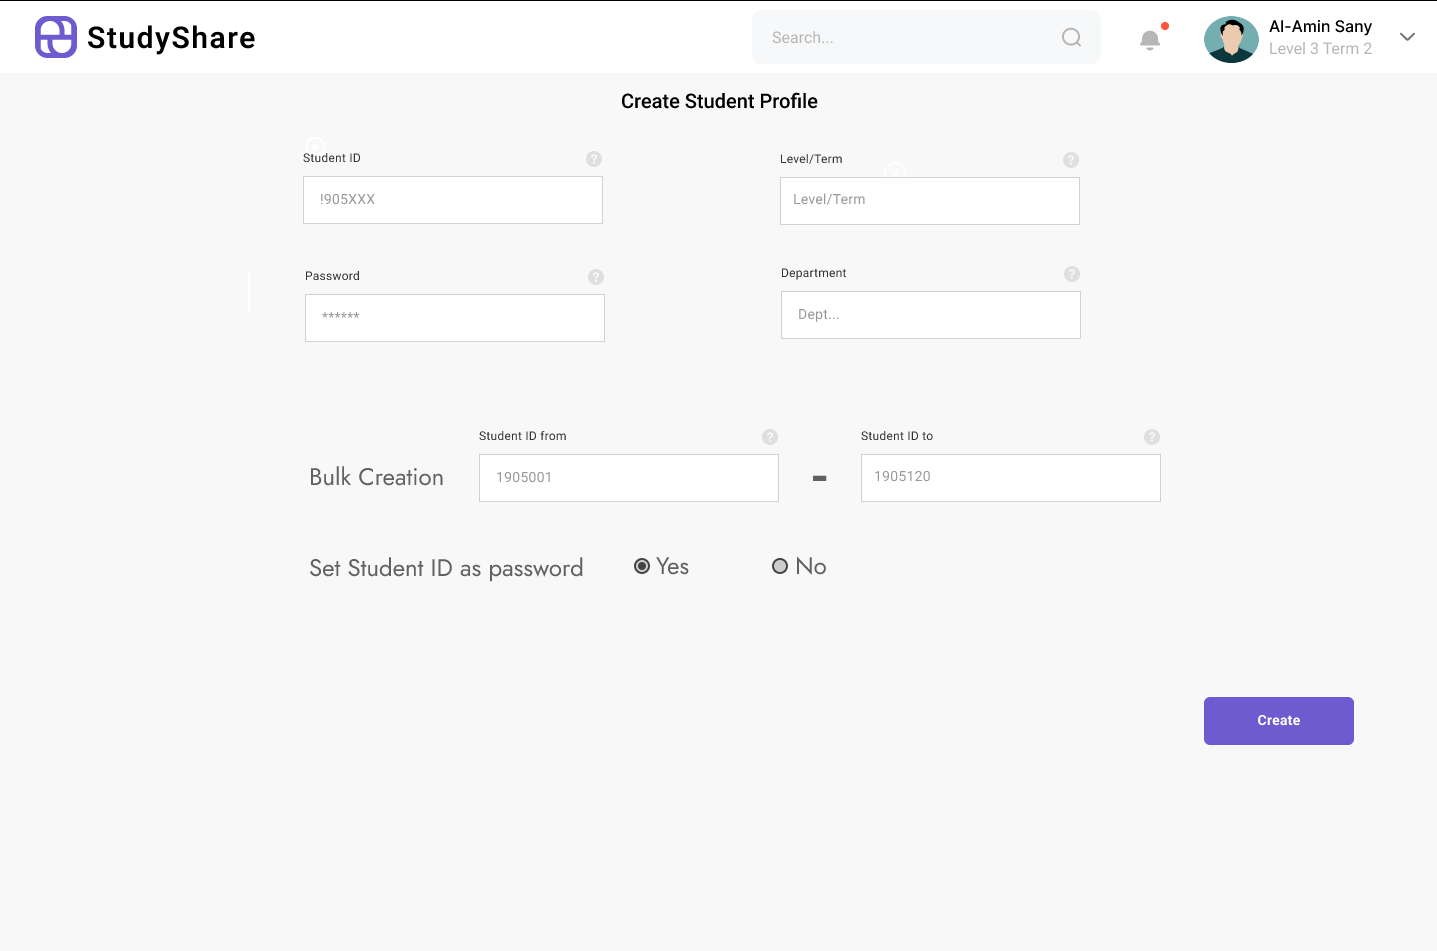 StudyShare
Search...
Al-Amin Sany
Level 3 Term 2
Create Student Profile
Student ID
?
Level/Term
?
!905XXX
Level/Term
Password
?
Department
?
******
Dept...
Student ID from
?
Student ID to
?
Bulk Creation
1905001
-
1905120
Set Student ID as password
Yes
No
Create